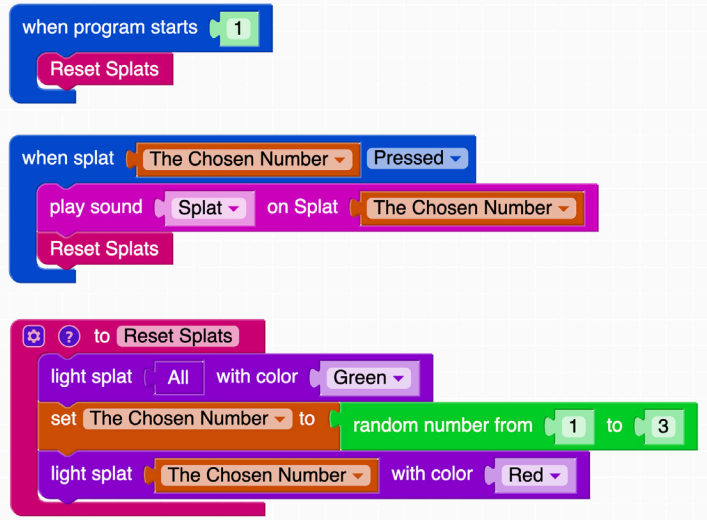 when program starts 1
Reset Splats
when splat The Chosen Number Pressed
play sound Splat on Splat The Chosen Number
Reset Splats
? to Reset Splats
light splat All with color Green
set The Chosen Number to random number from 1 to 3
light splat The Chosen Number with color Red